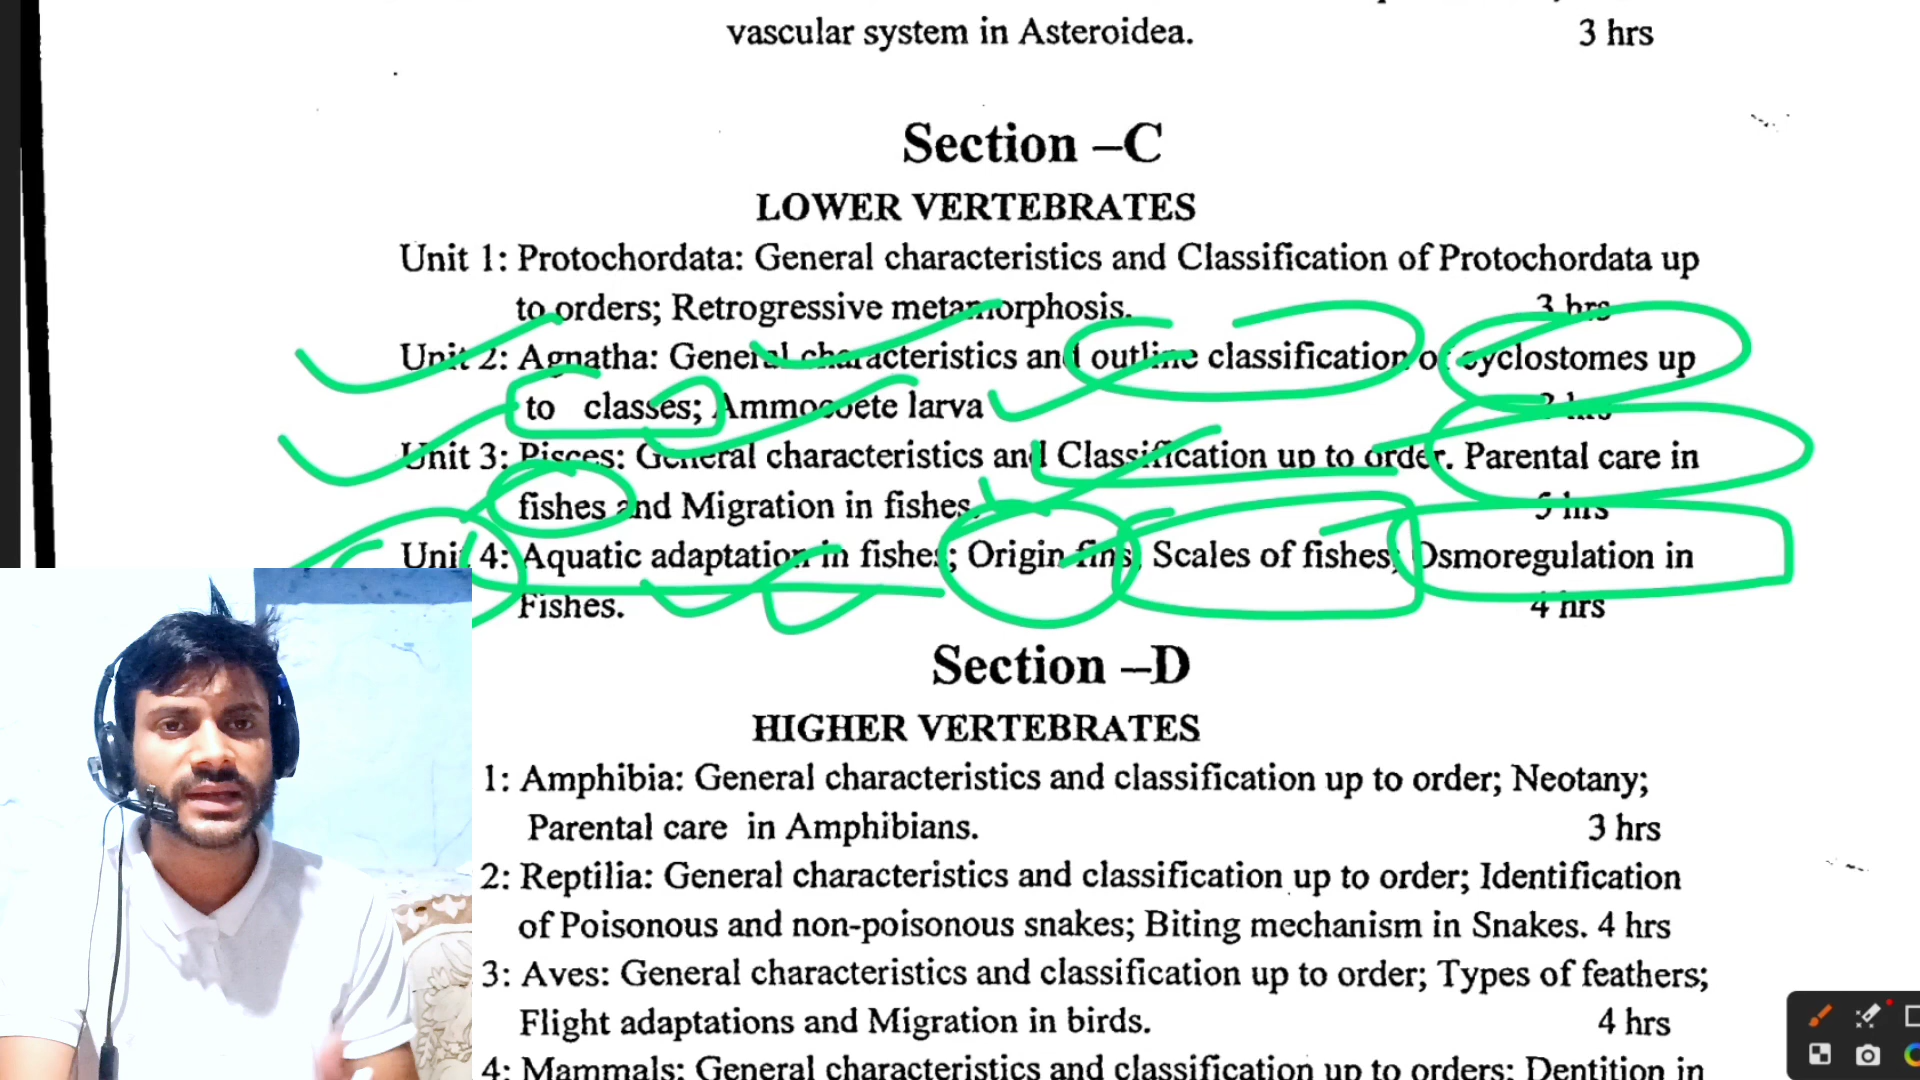 vascular system in Asteroidea. 3 hrs
Section –C
LOWER VERTEBRATES
Unit 1: Protochordata: General characteristics and Classification of Protochordata up
to orders; Retrogressive metamorphosis. 3 hrs
Unit 2: Agnatha: General characteristics and outline classification of cyclostomes up
to classes; Ammocoete larva hrs
Unit 3: Pisces: General characteristics and Classification up to order. Parental care in
fishes and Migration in fishes. 5 hrs
Unit 4: Aquatic adaptation in fishes; Origin fins Scales of fishes; Osmoregulation in
Fishes. 4 hrs
Section –D
HIGHER VERTEBRATES
1: Amphibia: General characteristics and classification up to order; Neotany;
Parental care in Amphibians. 3 hrs
2: Reptilia: General characteristics and classification up to order; Identification
of Poisonous and non-poisonous snakes; Biting mechanism in Snakes. 4 hrs
3: Aves: General characteristics and classification up to order; Types of feathers;
Flight adaptations and Migration in birds. 4 hrs
4: Mammals: General characteristics and classification up to orders; Dentition in